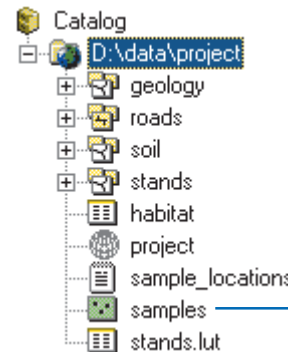 Catalog
D:\data\project
geology
roads
soil
stands
habitat
project
sample_locations
samples
stands.lut